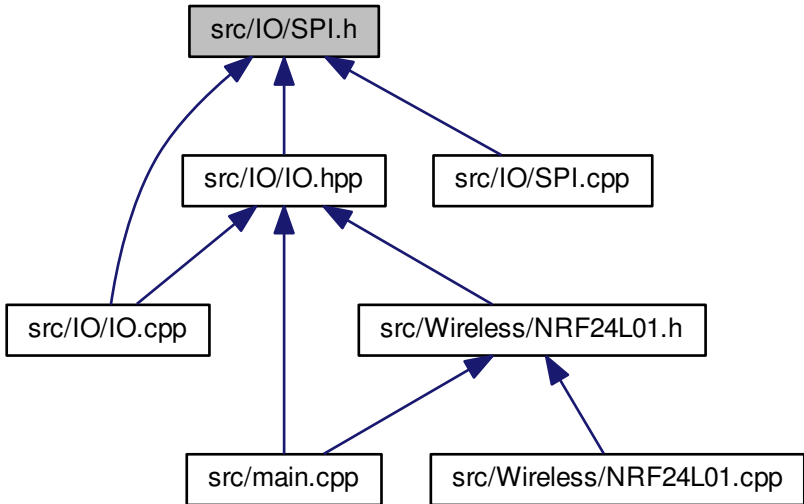 src/IO/SPI.h
src/IO/IO.hpp
src/IO/SPI.cpp
src/IO/IO.cpp
src/Wireless/NRF24L01.h
src/main.cpp
src/Wireless/NRF24L01.cpp